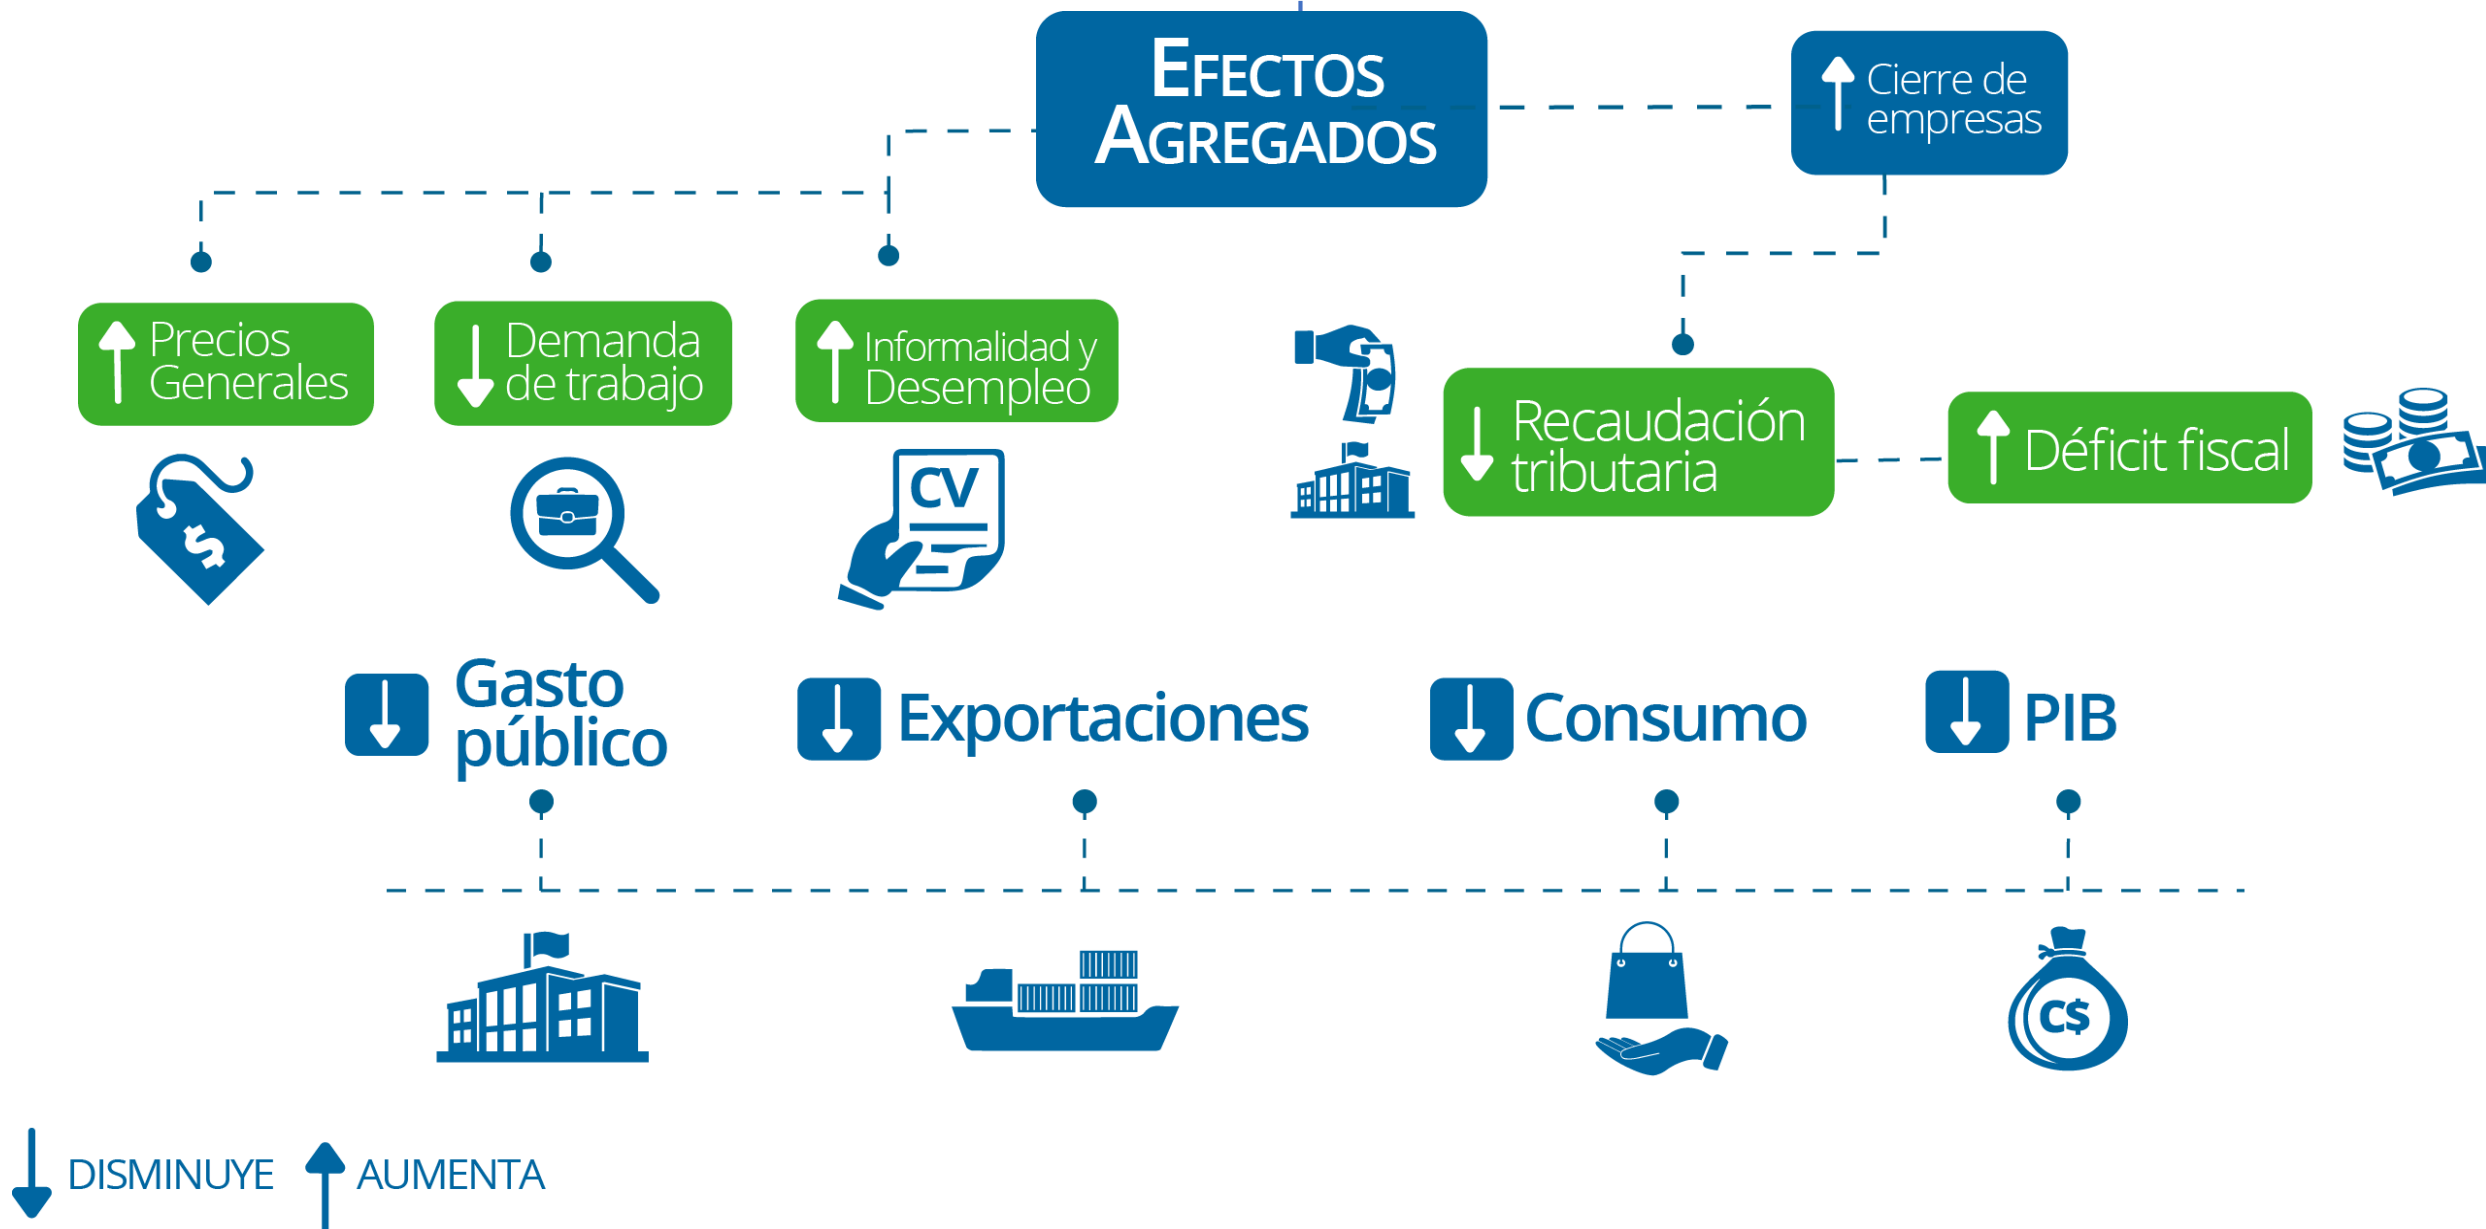 EFECTOS
AGREGADOS
Cierre de
empresas
Precios
Generales
Demanda
de trabajo
Informalidad y
Desempleo
Recaudación
tributaria
Déficit fiscal
$
CV
Gasto
público
Exportaciones
Consumo
PIB
C$
DISMINUYE
AUMENTA